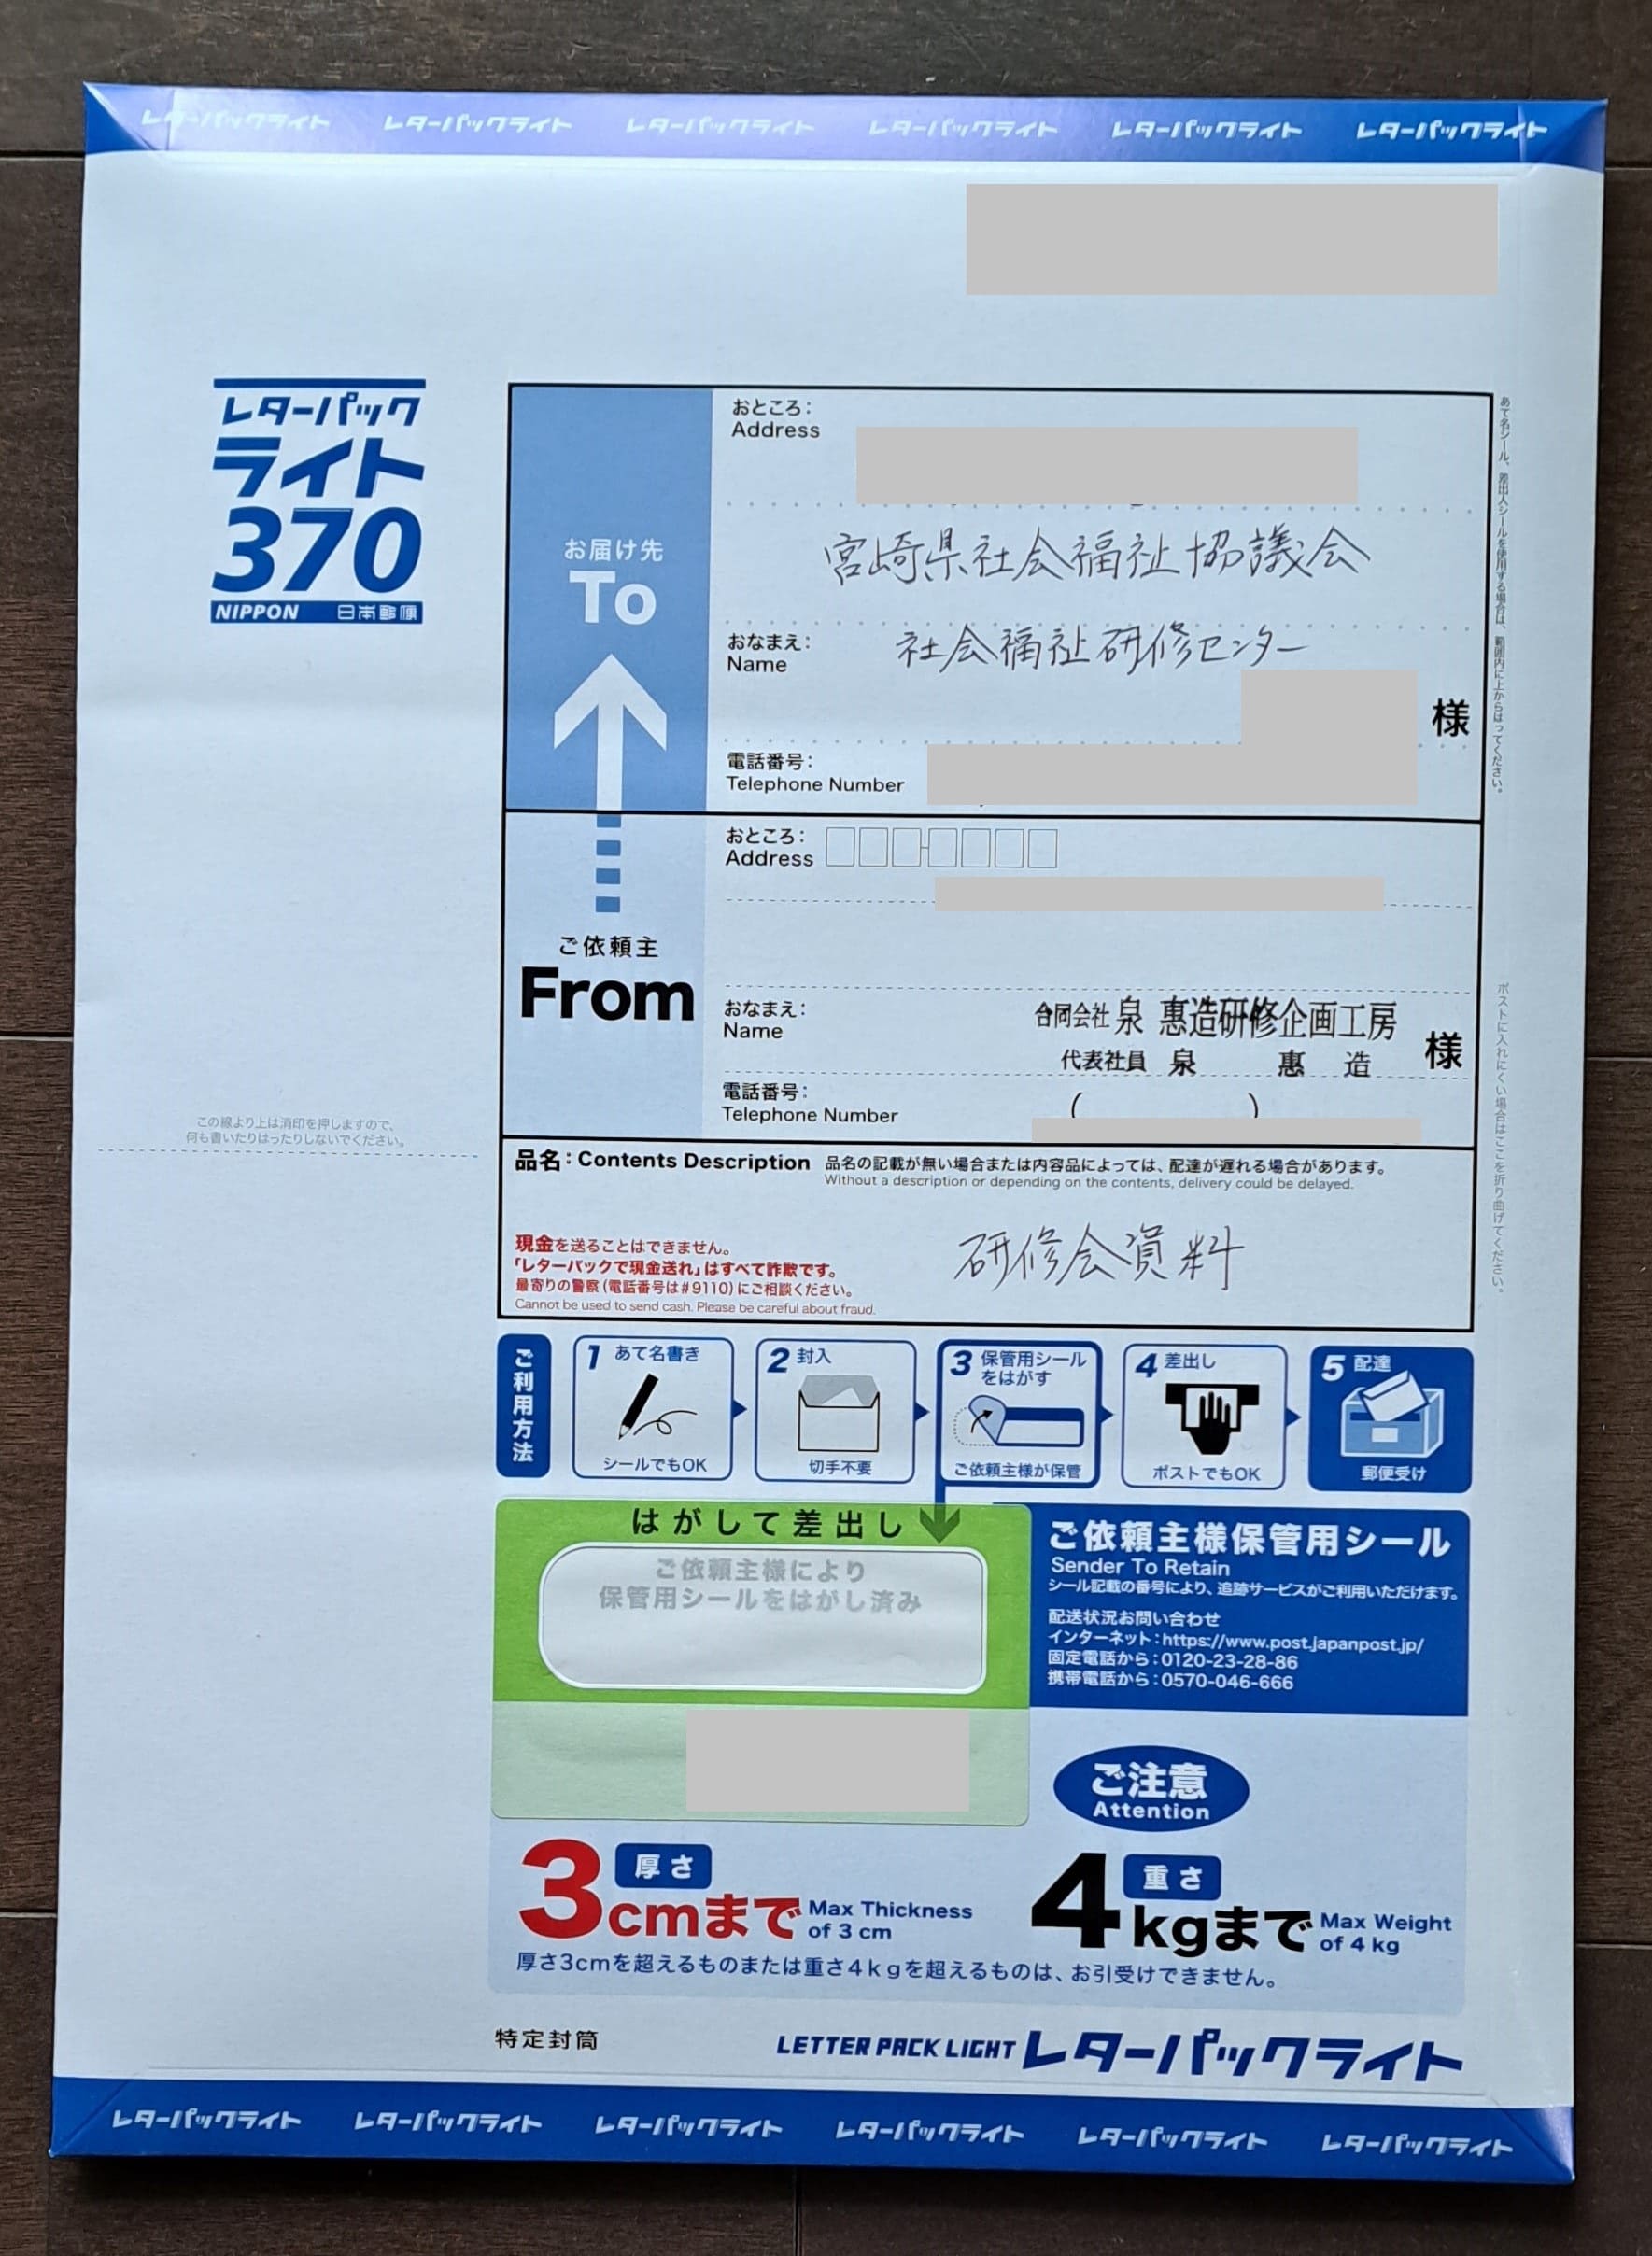 レターパックライト レターパックライト レターパックライト レターパックライト レターパックライト レターパックライト
レターパック
ライト
370
NIPPON 日本郵便
お届け先
To
おところ:
Address
宮崎県社会福祉協議会
おなまえ:
Name
社会福祉研修センター
様
電話番号:
Telephone Number
あて名シール、差出人シールを使用する場合は、範囲内に上からはってください。
ご依頼主
From
おところ:
Address
おなまえ:
Name
合同会社 泉 惠造研修企画工房
代表社員 泉 惠 造
様
電話番号:
Telephone Number
( )
ポストに入れにくい場合はここを折り曲げてください。
この線より上は消印を押しますので、
何も書いたりはったりしないでください。
品名:Contents Description 品名の記載が無い場合または内容品によっては、配達が遅れる場合があります。
Without a description or depending on the contents, delivery could be delayed.
研修会資料
現金を送ることはできません。
「レターパックで現金送れ」はすべて詐欺です。
最寄りの警察(電話番号は#9110)にご相談ください。
Cannot be used to send cash. Please be careful about fraud.
ご利用方法
1 あて名書き
シールでもOK
2 封入
切手不要
3 保管用シール
をはがす
ご依頼主様が保管
4 差出し
ポストでもOK
5 配達
郵便受け
はがして差出し
ご依頼主様により
保管用シールをはがし済み
ご依頼主様保管用シール
Sender To Retain
シール記載の番号により、追跡サービスがご利用いただけます。
配送状況お問い合わせ
インターネット:https://www.post.japanpost.jp/
固定電話から:0120-23-28-86
携帯電話から:0570-046-666
ご注意
Attention
厚さ
3cmまで
Max Thickness
of 3 cm
重さ
4kgまで
Max Weight
of 4 kg
厚さ3cmを超えるものまたは重さ4kgを超えるものは、お引受けできません。
特定封筒
LETTER PACK LIGHT レターパックライト
レターパックライト レターパックライト レターパックライト レターパックライト レターパックライト レターパックライト